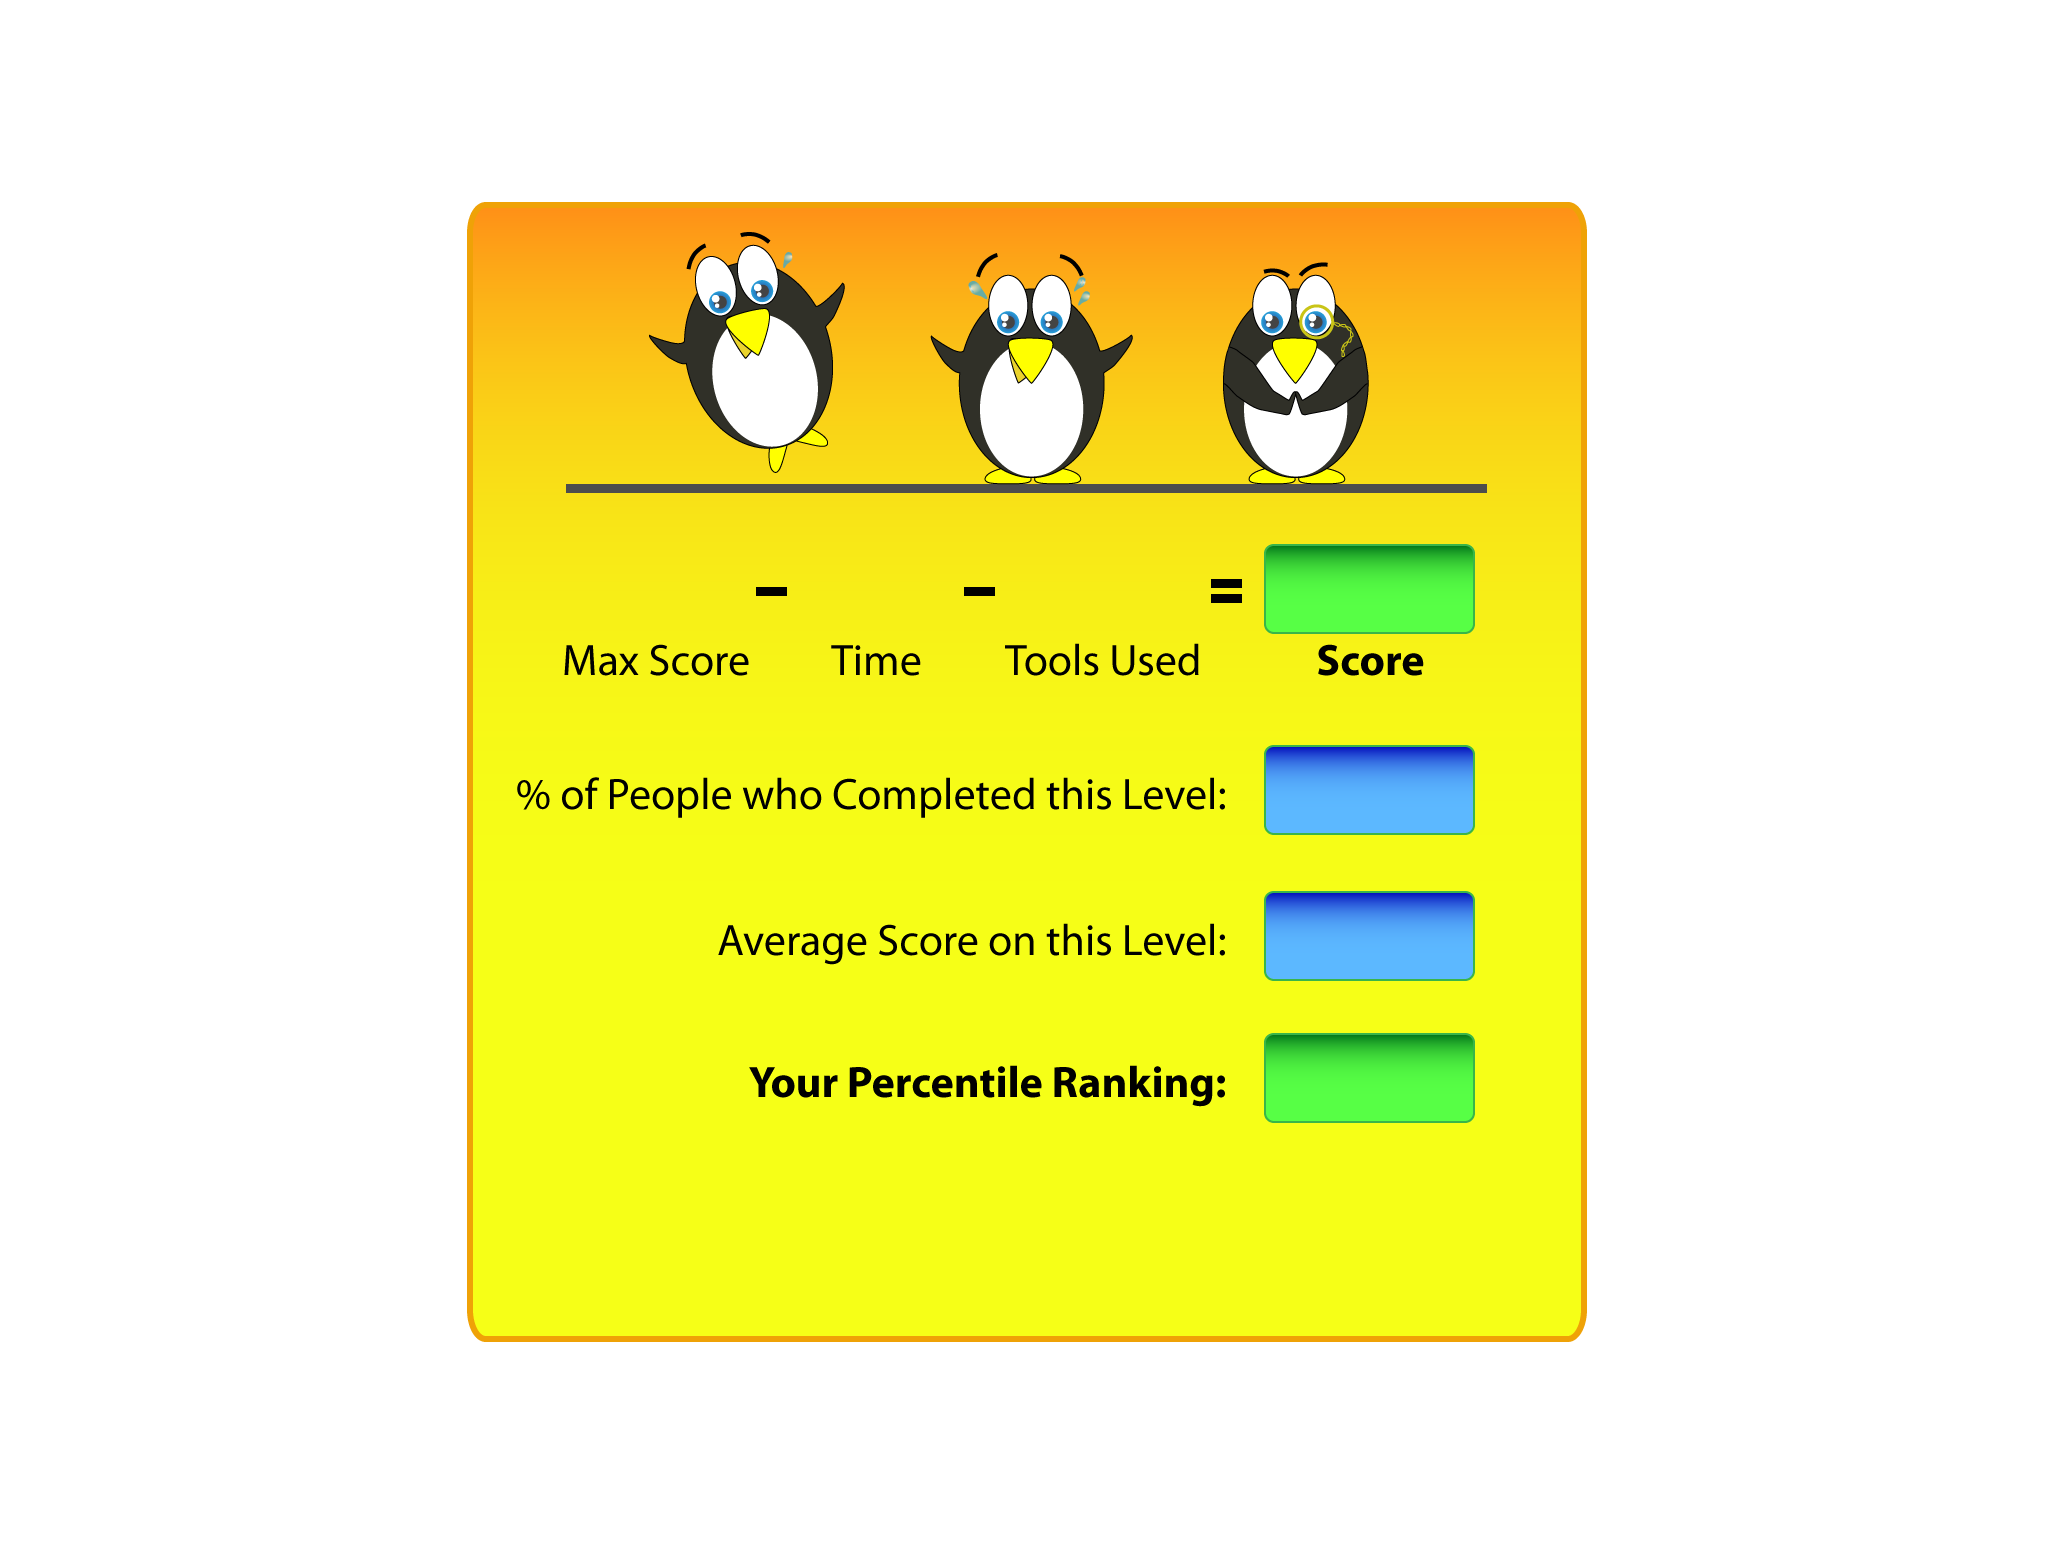 - - =
Max Score Time Tools Used Score
% of People who Completed this Level:
Average Score on this Level:
Your Percentile Ranking: